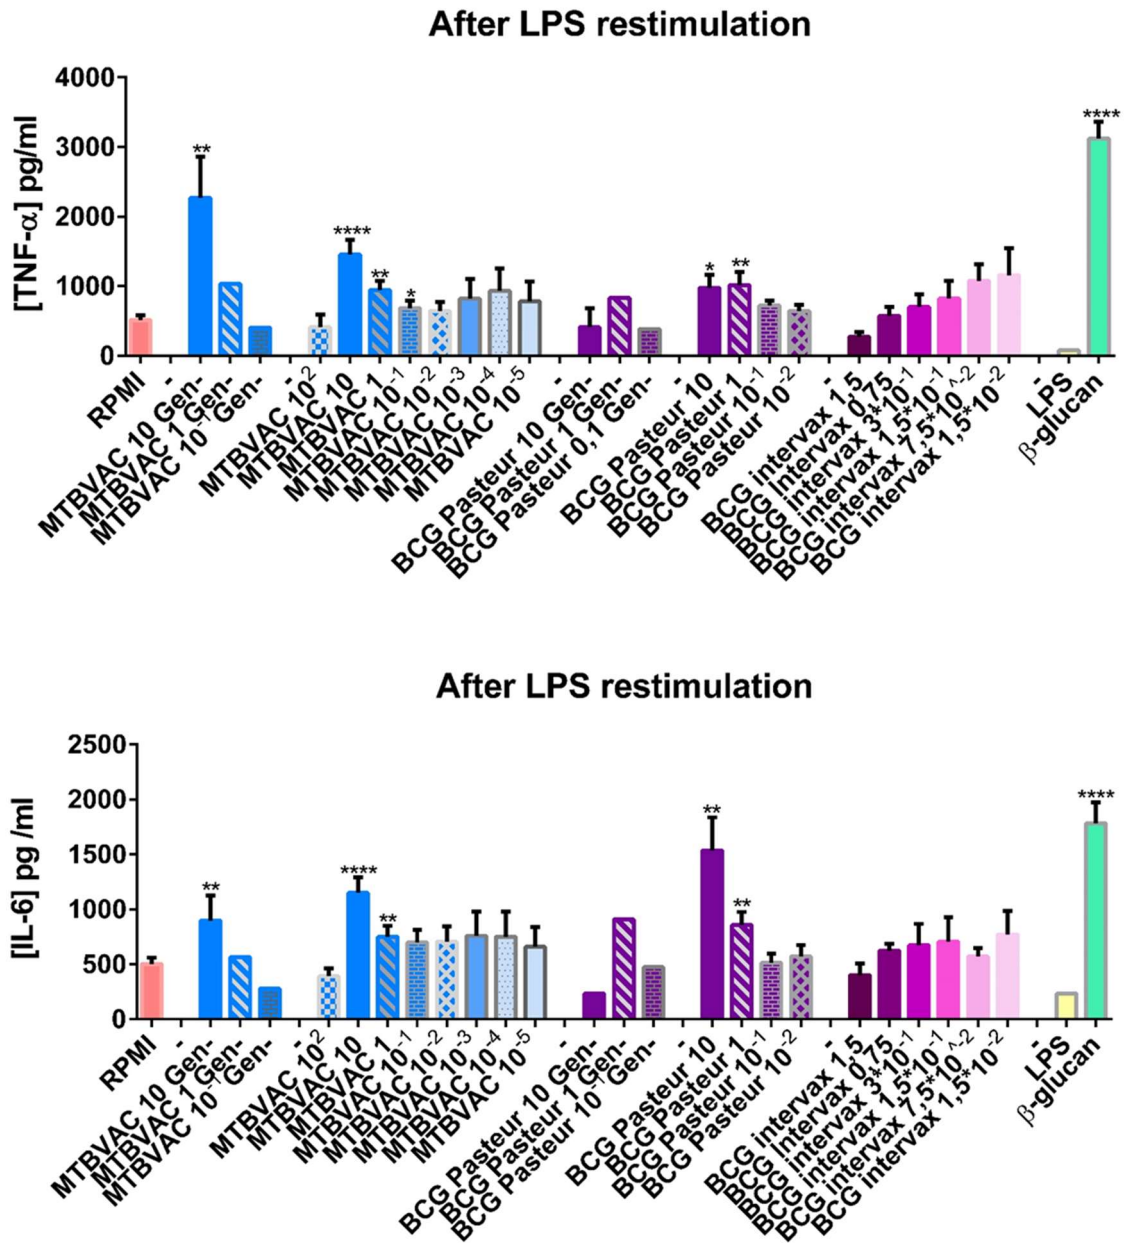 After LPS restimulation
[TNF-α] pg/ml
4000
3000
2000
1000
0
**
****
**
*
*
**
****
RPMI
-
MTBVAC 10 Gen-
MTBVAC 1 Gen-
MTBVAC 10⁻Gen-
-
MTBVAC 10²
MTBVAC 10
MTBVAC 1
MTBVAC 10⁻¹
MTBVAC 10⁻²
MTBVAC 10⁻³
MTBVAC 10⁻⁴
MTBVAC 10⁻⁵
-
BCG Pasteur 10 Gen-
BCG Pasteur 1 Gen-
BCG Pasteur 0,1 Gen-
-
BCG Pasteur 10
BCG Pasteur 1
BCG Pasteur 10⁻¹
BCG Pasteur 10⁻²
-
BCG intervax 1,5
BCG Intervax 0,75
BCG intervax 3*10⁻¹
BCG intervax 1,5*10⁻¹
BCG intervax 7,5*10^⁻²
BCG intervax 1,5*10⁻²
-
LPS
β-glucan
After LPS restimulation
[IL-6] pg /ml
2500
2000
1500
1000
500
0
**
****
**
**
**
****
RPMI
-
MTBVAC 10 Gen-
MTBVAC 1 Gen-
MTBVAC 10⁻¹Gen-
-
MTBVAC 10²
MTBVAC 10
MTBVAC 1
MTBVAC 10⁻¹
MTBVAC 10⁻²
MTBVAC 10⁻³
MTBVAC 10⁻⁴
MTBVAC 10⁻⁵
-
BCG Pasteur 10 Gen-
BCG Pasteur 1 Gen-
BCG Pasteur 10⁻¹Gen-
-
BCG Pasteur 10
BCG Pasteur 1
BCG Pasteur 10⁻¹
BCG Pasteur 10⁻²
-
BCG intervax 1,5
BCG Intervax 0,75
BCG intervax 3*10⁻¹
BCG intervax 1,5*10⁻¹
BCG intervax 7,5*10^⁻²
BCG intervax 1,5*10⁻²
-
LPS
β-glucan